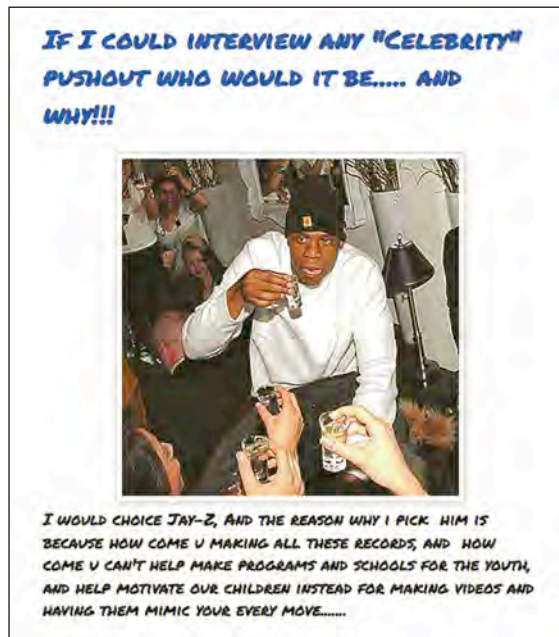 IF I COULD INTERVIEW ANY "CELEBRITY"
PUSHOUT WHO WOULD IT BE..... AND
WHY!!!
I WOULD CHOICE JAY-Z, AND THE REASON WHY I PICK HIM IS
BECAUSE HOW COME U MAKING ALL THESE RECORDS, AND HOW
COME U CAN'T HELP MAKE PROGRAMS AND SCHOOLS FOR THE YOUTH,
AND HELP MOTIVATE OUR CHILDREN INSTEAD FOR MAKING VIDEOS AND
HAVING THEM MIMIC YOUR EVERY MOVE.......